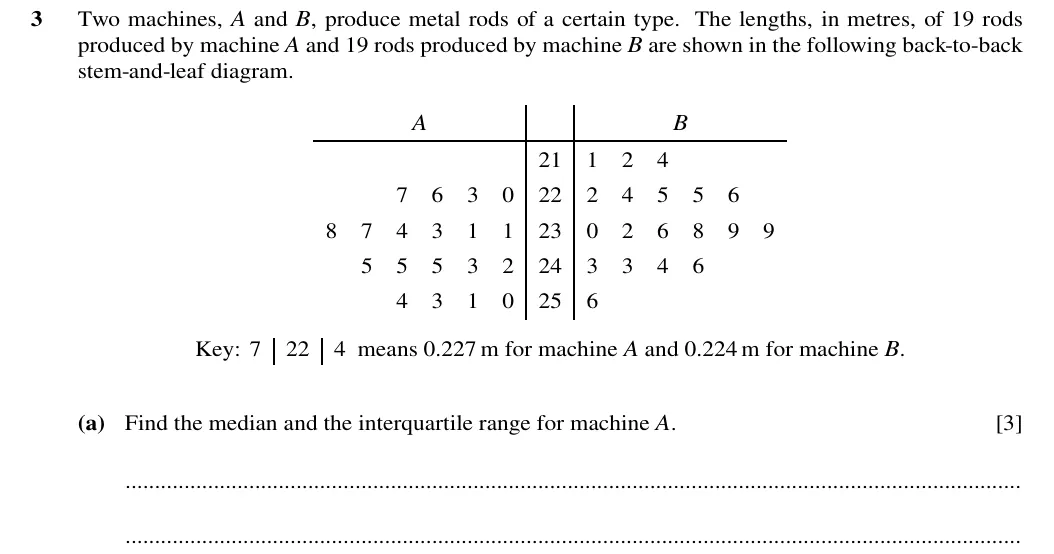 3 Two machines, A and B, produce metal rods of a certain type. The lengths, in metres, of 19 rods
produced by machine A and 19 rods produced by machine B are shown in the following back-to-back
stem-and-leaf diagram.
A B
21 1 2 4
7 6 3 0 22 2 4 5 5 6
8 7 4 3 1 1 23 0 2 6 8 9 9
5 5 5 3 2 24 3 3 4 6
4 3 1 0 25 6
Key: 7 | 22 | 4 means 0.227 m for machine A and 0.224 m for machine B.
(a) Find the median and the interquartile range for machine A. [3]